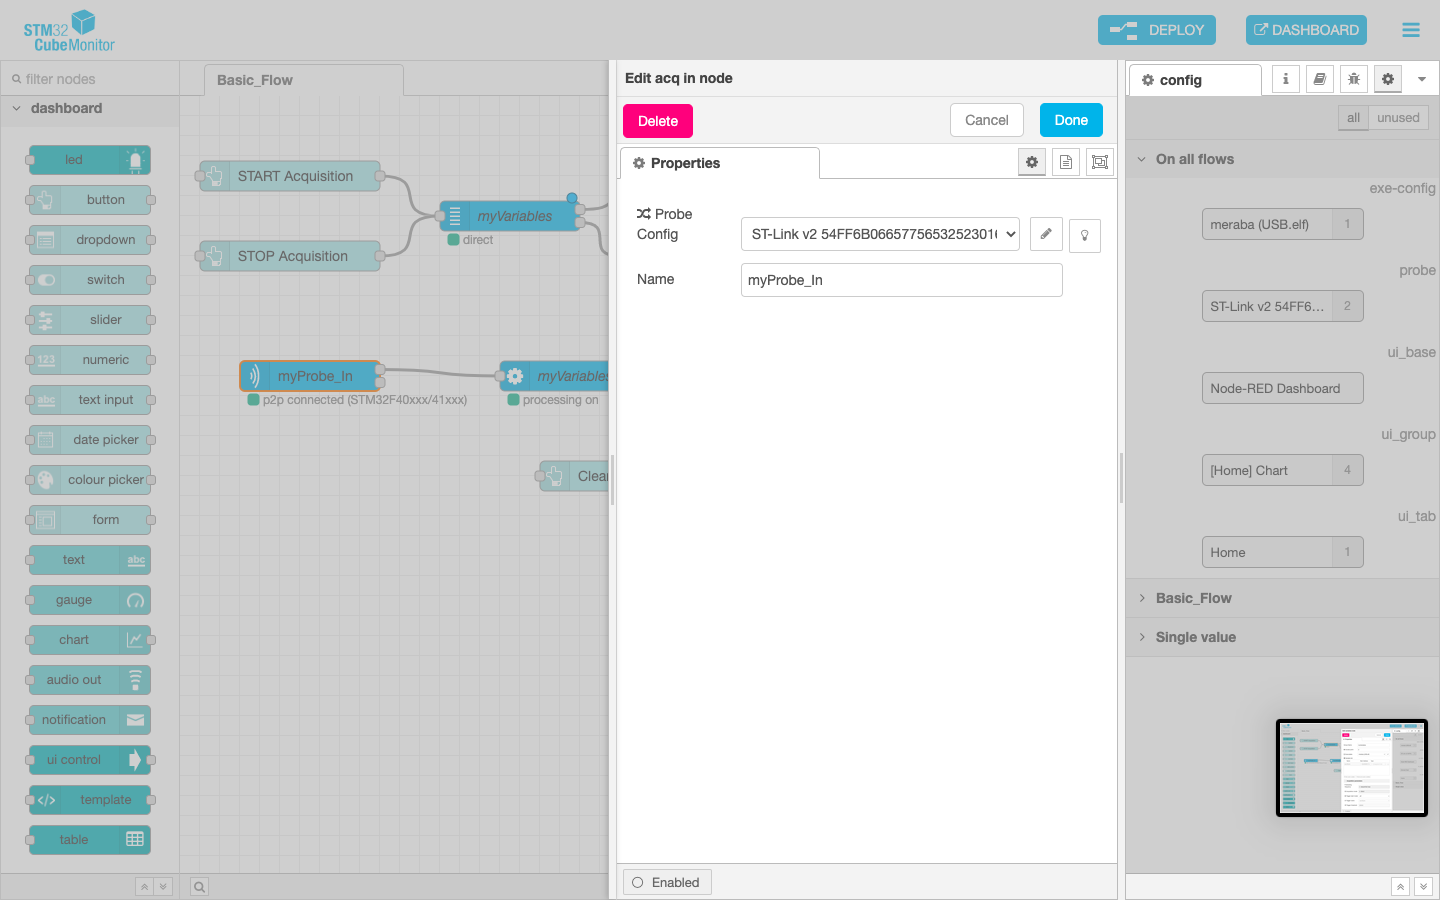 STM32
CubeMonitor
DEPLOY
DASHBOARD
filter nodes
dashboard
led
button
dropdown
switch
slider
123 numeric
abc text input
date picker
colour picker
form
text abc
gauge
chart
audio out
notification
ui control
</> template
table
Basic_Flow
START Acquisition
STOP Acquisition
myVariables
direct
myProbe_In
p2p connected (STM32F40xxx/41xxx)
myVariables
processing on
Clear
Edit acq in node
Delete
Cancel
Done
Properties
Probe
Config
ST-Link v2 54FF6B06657756532523016
Name
myProbe_In
Enabled
config
all
unused
On all flows
exe-config
meraba (USB.elf) 1
probe
ST-Link v2 54FF6... 2
ui_base
Node-RED Dashboard
ui_group
[Home] Chart 4
ui_tab
Home 1
Basic_Flow
Single value